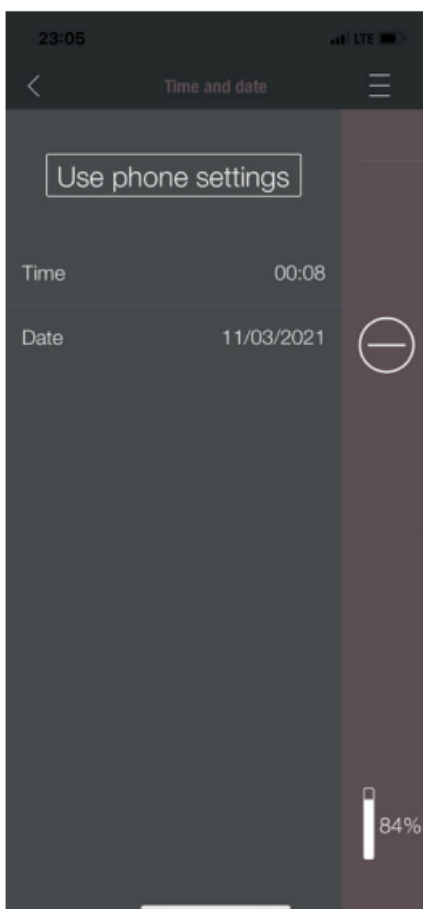 23:05 LTE
Time and date
Use phone settings
Time 00:08
Date 11/03/2021
84%